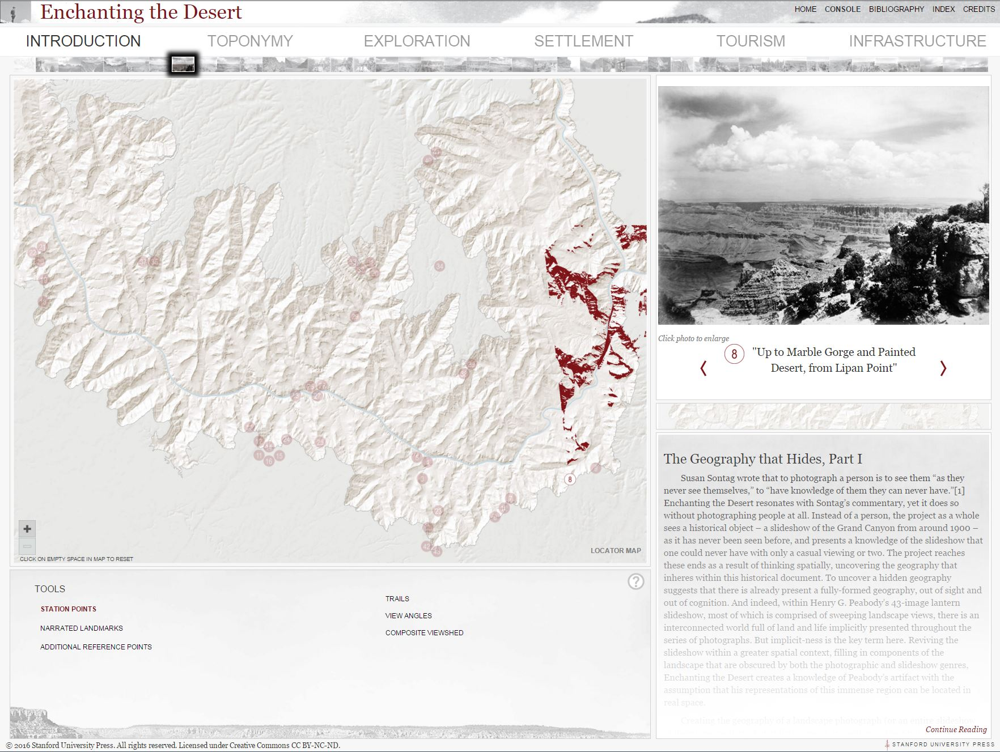 Enchanting the Desert
HOME CONSOLE BIBLIOGRAPHY INDEX CREDITS
INTRODUCTION TOPONYMY EXPLORATION SETTLEMENT TOURISM INFRASTRUCTURE
34
24
25
11
15
16
3
23
42
43
8
CLICK ON EMPTY SPACE IN MAP TO RESET
LOCATOR MAP
Click photo to enlarge
8 "Up to Marble Gorge and Painted
Desert, from Lipan Point"
TOOLS
STATION POINTS
NARRATED LANDMARKS
ADDITIONAL REFERENCE POINTS
TRAILS
VIEW ANGLES
COMPOSITE VIEWSHED
?
The Geography that Hides, Part I
Susan Sontag wrote that to photograph a person is to see them “as they
never see themselves,” to “have knowledge of them they can never have.”[1]
Enchanting the Desert resonates with Sontag’s commentary, yet it does so
without photographing people at all. Instead of a person, the project as a whole
sees a historical object – a slideshow of the Grand Canyon from around 1900 –
as it has never been seen before, and presents a knowledge of the slideshow that
one could never have with only a casual viewing or two. The project reaches
these ends as a result of thinking spatially, uncovering the geography that
inheres within this historical document. To uncover a hidden geography
suggests that there is already present a fully-formed geography, out of sight and
out of cognition. And indeed, within Henry G. Peabody’s 43-image lantern
slideshow, most of which is comprised of sweeping landscape views, there is an
interconnected world full of land and life implicitly presented throughout the
series of photographs. But implicit-ness is the key term here. Reviving the
slideshow within a greater spatial context, filling in components of the
landscape that are obscured by both the photographic and slideshow genres,
Enchanting the Desert creates a knowledge of Peabody’s artifact with the
assumption that his representations of this immense region can be located in
real space.
Creating the geography of a landscape photograph (or an entire slideshow
Continue Reading
© 2016 Stanford University Press. All rights reserved. Licensed under Creative Commons CC BY-NC-ND.
STANFORD UNIVERSITY PRESS